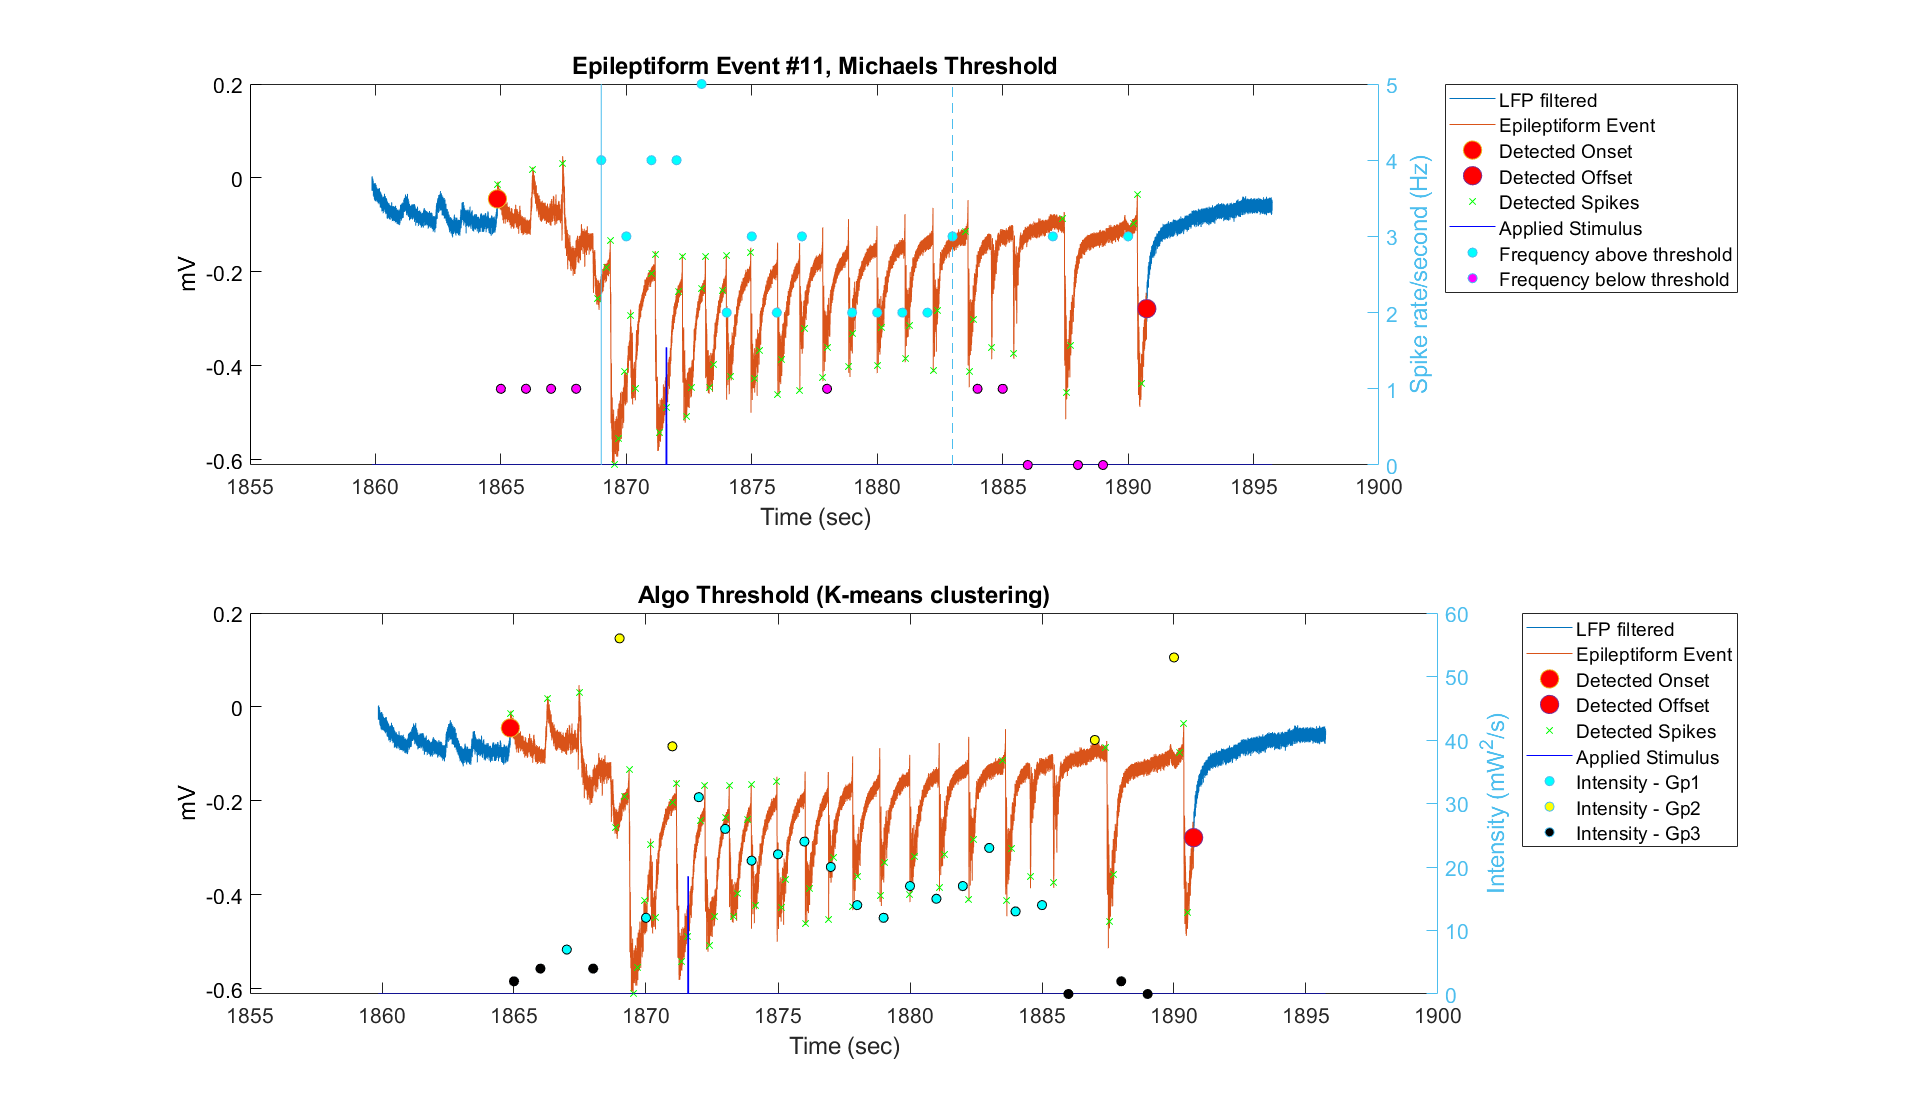 Epileptiform Event #11, Michaels Threshold
0.2
0
-0.2
-0.4
-0.6
mV
5
4
3
2
1
0
Spike rate/second (Hz)
1855 1860 1865 1870 1875 1880 1885 1890 1895 1900
Time (sec)
LFP filtered
Epileptiform Event
Detected Onset
Detected Offset
Detected Spikes
Applied Stimulus
Frequency above threshold
Frequency below threshold
Algo Threshold (K-means clustering)
0.2
0
-0.2
-0.4
-0.6
mV
60
50
40
30
20
10
0
Intensity (mW²/s)
1855 1860 1865 1870 1875 1880 1885 1890 1895 1900
Time (sec)
LFP filtered
Epileptiform Event
Detected Onset
Detected Offset
Detected Spikes
Applied Stimulus
Intensity - Gp1
Intensity - Gp2
Intensity - Gp3